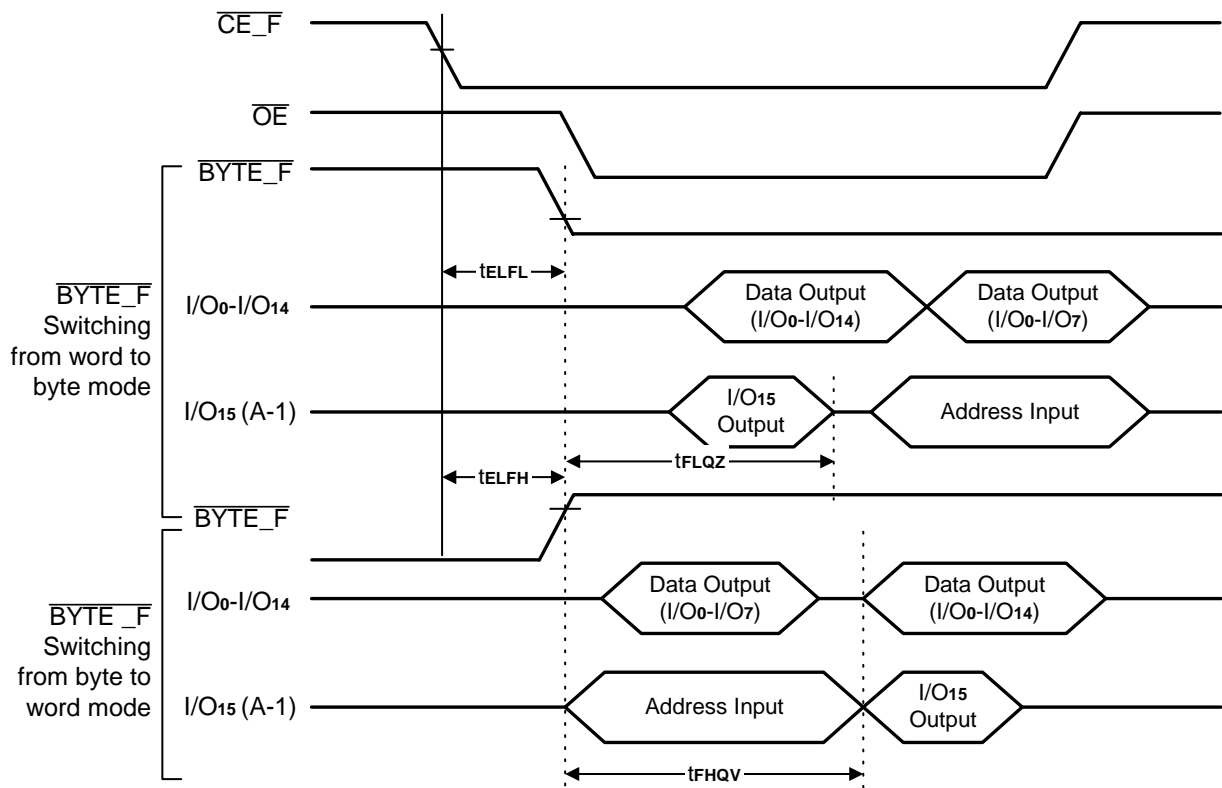 CE_F
OE
BYTE_F
tELFL
BYTE_F
Switching
from word to
byte mode
I/O0-I/O14
Data Output
(I/O0-I/O14)
Data Output
(I/O0-I/O7)
I/O15 (A-1)
I/O15
Output
Address Input
tELFH
tFLQZ
BYTE_F
BYTE _F
Switching
from byte to
word mode
I/O0-I/O14
Data Output
(I/O0-I/O7)
Data Output
(I/O0-I/O14)
I/O15 (A-1)
Address Input
I/O15
Output
tFHQV